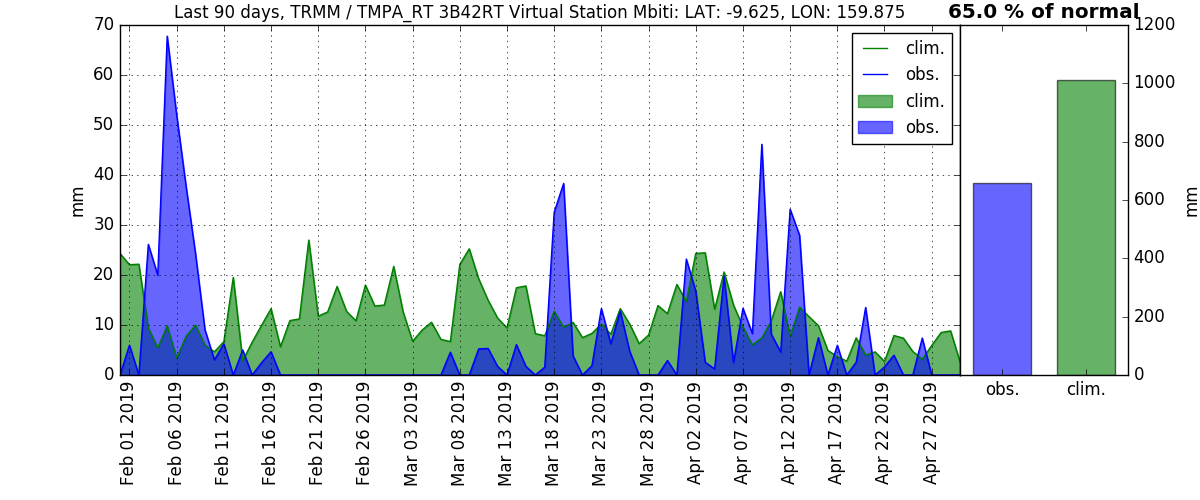 Last 90 days, TRMM / TMPA_RT 3B42RT Virtual Station Mbiti: LAT: -9.625, LON: 159.875
65.0 % of normal
70
60
50
40
30
20
10
0
mm
clim.
obs.
clim.
obs.
1200
1000
800
600
400
200
0
mm
obs.
clim.
Feb 01 2019
Feb 06 2019
Feb 11 2019
Feb 16 2019
Feb 21 2019
Feb 26 2019
Mar 03 2019
Mar 08 2019
Mar 13 2019
Mar 18 2019
Mar 23 2019
Mar 28 2019
Apr 02 2019
Apr 07 2019
Apr 12 2019
Apr 17 2019
Apr 22 2019
Apr 27 2019